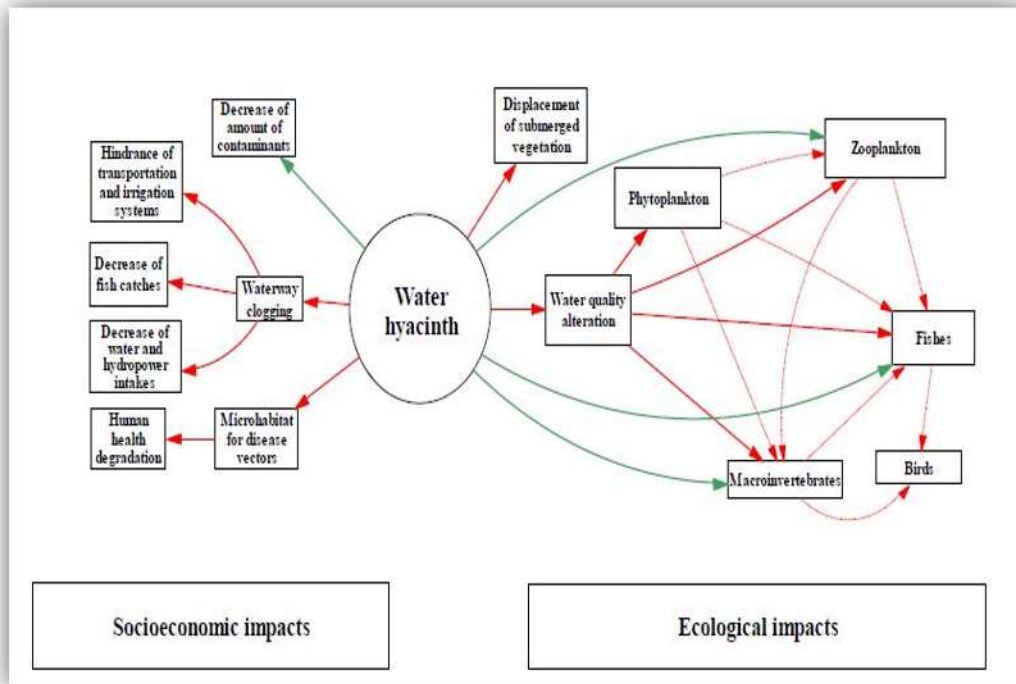 Decrease of
amount of
contaminants
Hindrance of
transportation
and irrigation
systems
Decrease of
fish catches
Waterway
clogging
Decrease of
water and
hydropower
intakes
Human
health
degradation
Microhabitat
for disease
vectors
Water
hyacinth
Displacement
of submerged
vegetation
Zooplankton
Phytoplankton
Water quality
alteration
Fishes
Macroinvertebrates
Birds
Socioeconomic impacts
Ecological impacts